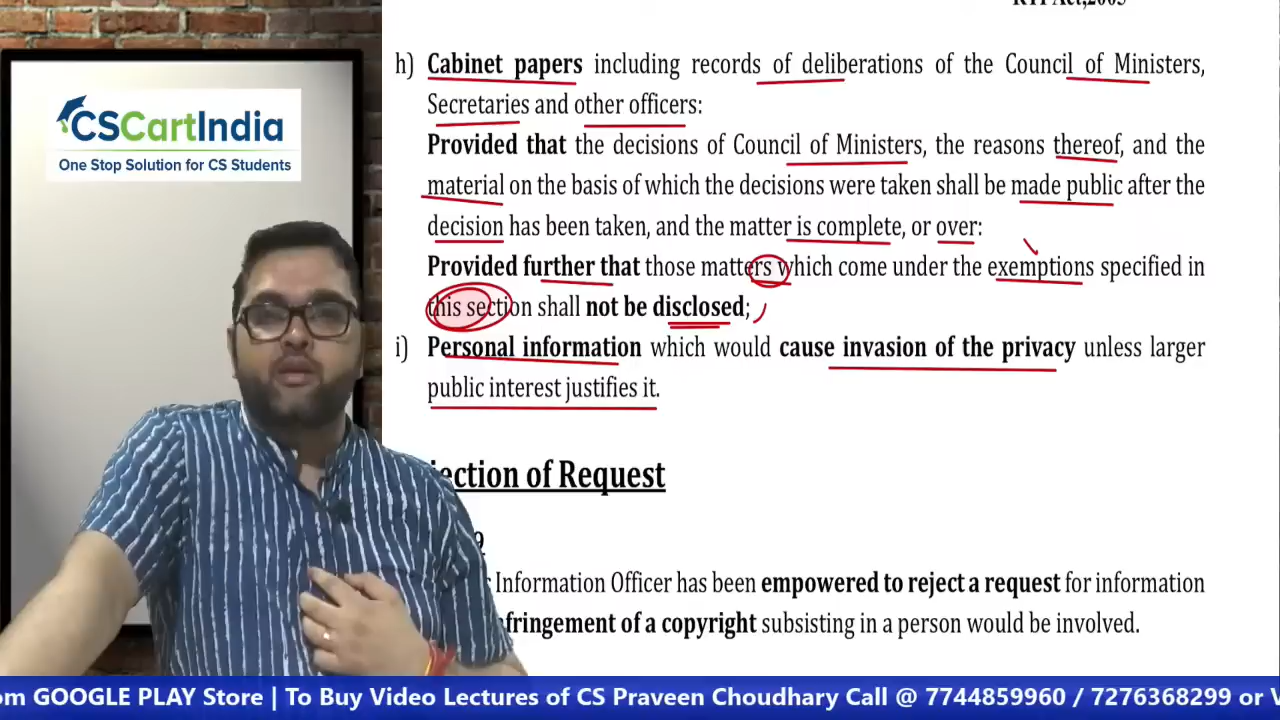 RTI Act,2005
CSCartIndia
One Stop Solution for CS Students
h) Cabinet papers including records of deliberations of the Council of Ministers,
Secretaries and other officers:
Provided that the decisions of Council of Ministers, the reasons thereof, and the
material on the basis of which the decisions were taken shall be made public after the
decision has been taken, and the matter is complete, or over:
Provided further that those matters which come under the exemptions specified in
this section shall not be disclosed;
i) Personal information which would cause invasion of the privacy unless larger
public interest justifies it.
ection of Request
9
Information Officer has been empowered to reject a request for information
fringement of a copyright subsisting in a person would be involved.
om GOOGLE PLAY Store | To Buy Video Lectures of CS Praveen Choudhary Call @ 7744859960 / 7276368299 or